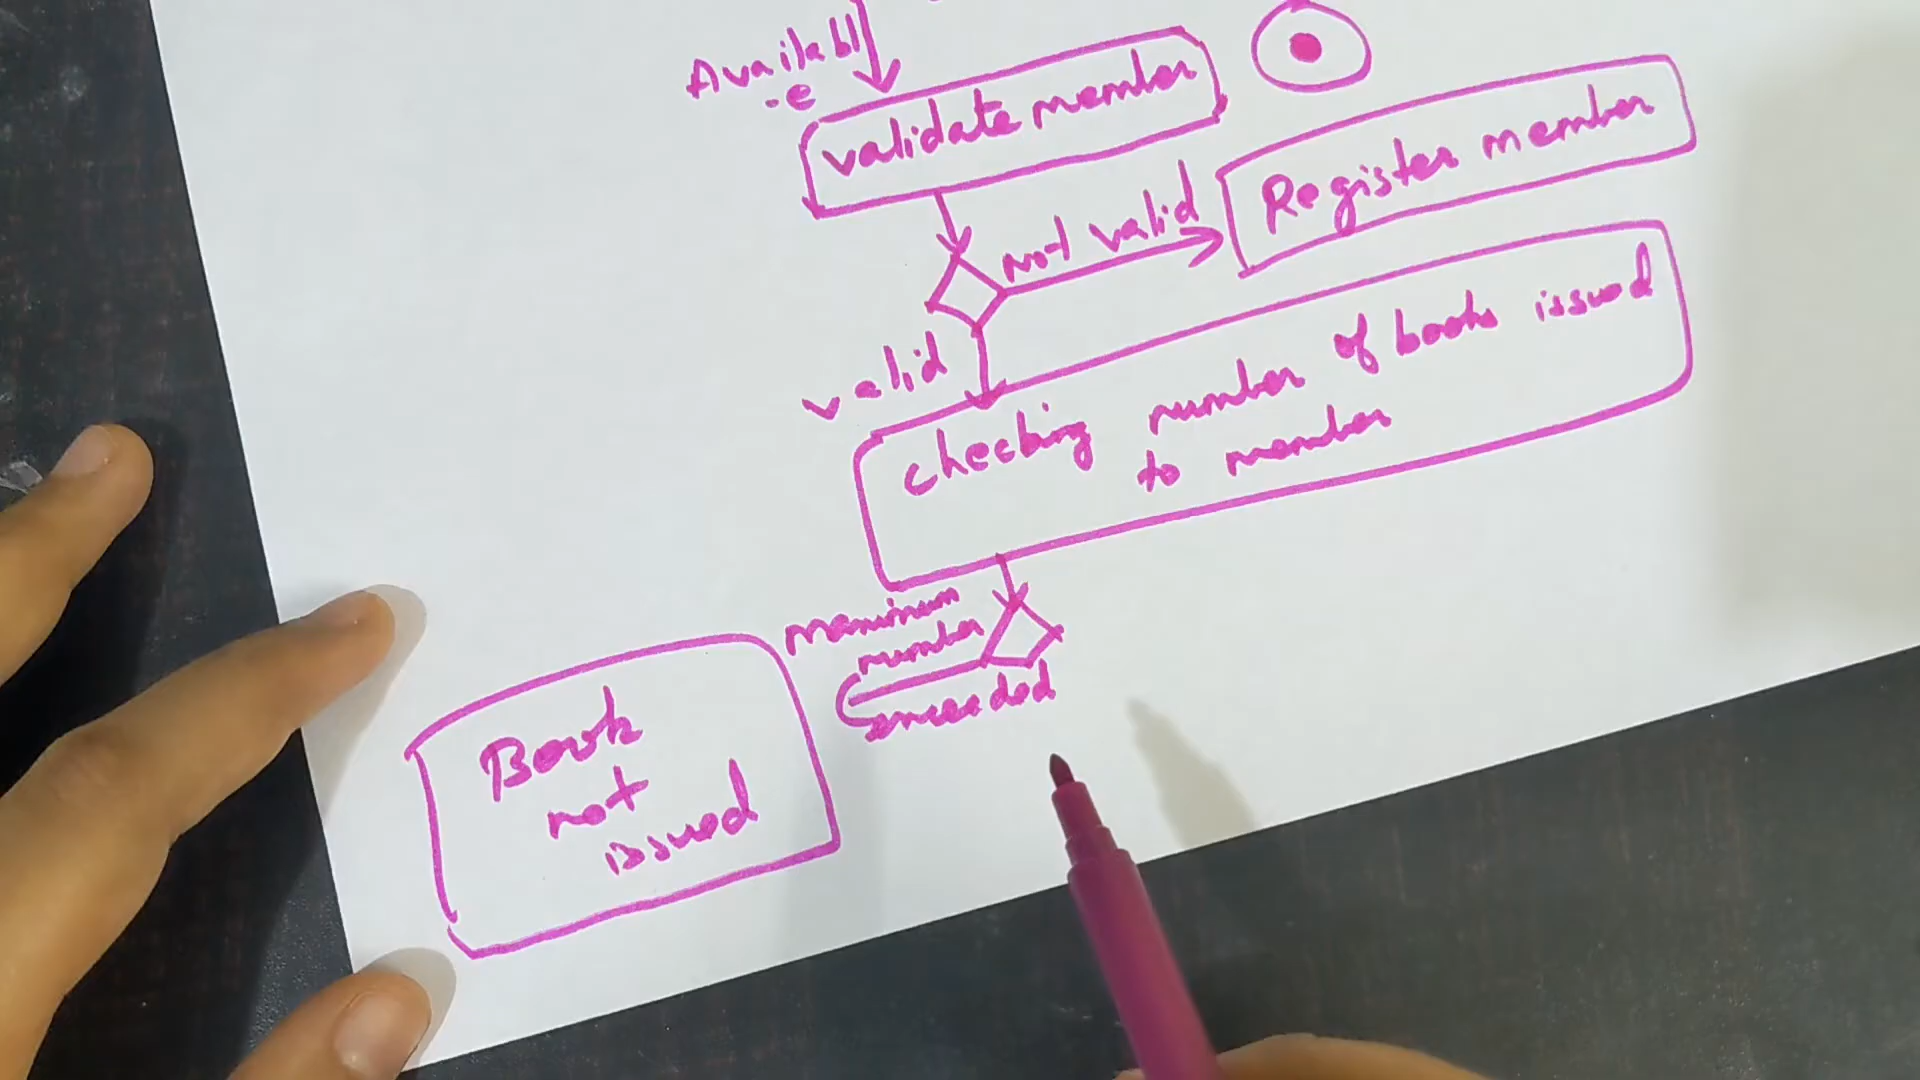 Availabl
-e
validate member
Register member
not valid
valid
checking number of books issued
to member
maximum
number
exceeded
Book
not
issued